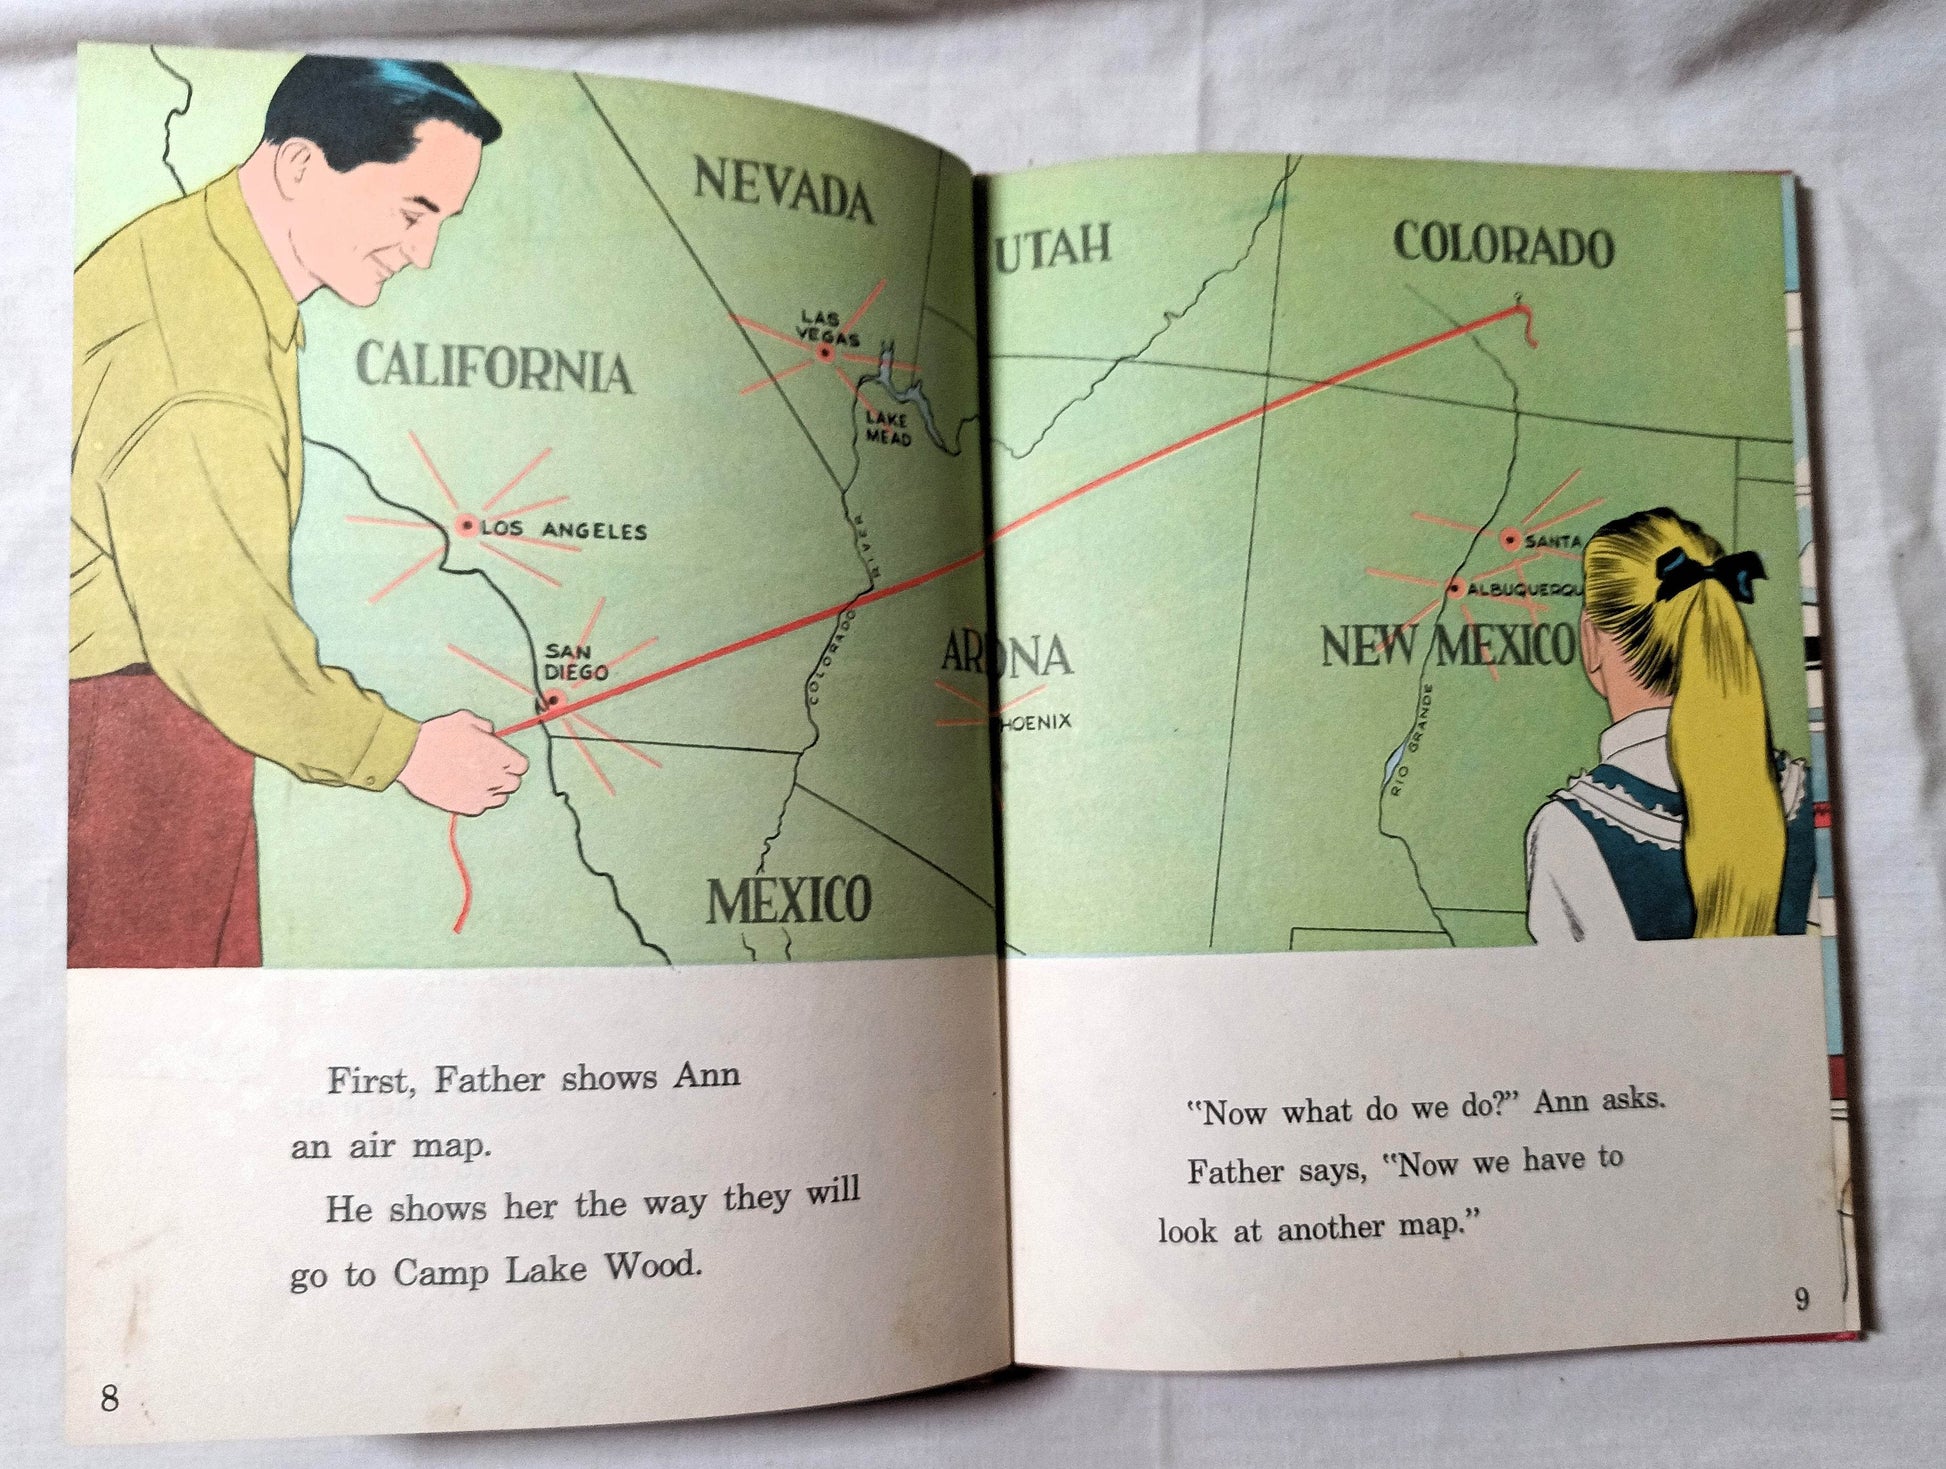 NEVADA
UTAH
COLORADO
LAS
VEGAS
LAKE
MEAD
CALIFORNIA
LOS ANGELES
SAN
DIEGO
COLORADO RIVER
SANTA
ALBUQUERQU
AR ONA
HOENIX
NEW MEXICO
RIO GRANDE
MEXICO
First, Father shows Ann
an air map.
He shows her the way they will
go to Camp Lake Wood.
8
"Now what do we do?" Ann asks.
Father says, "Now we have to
look at another map."
9